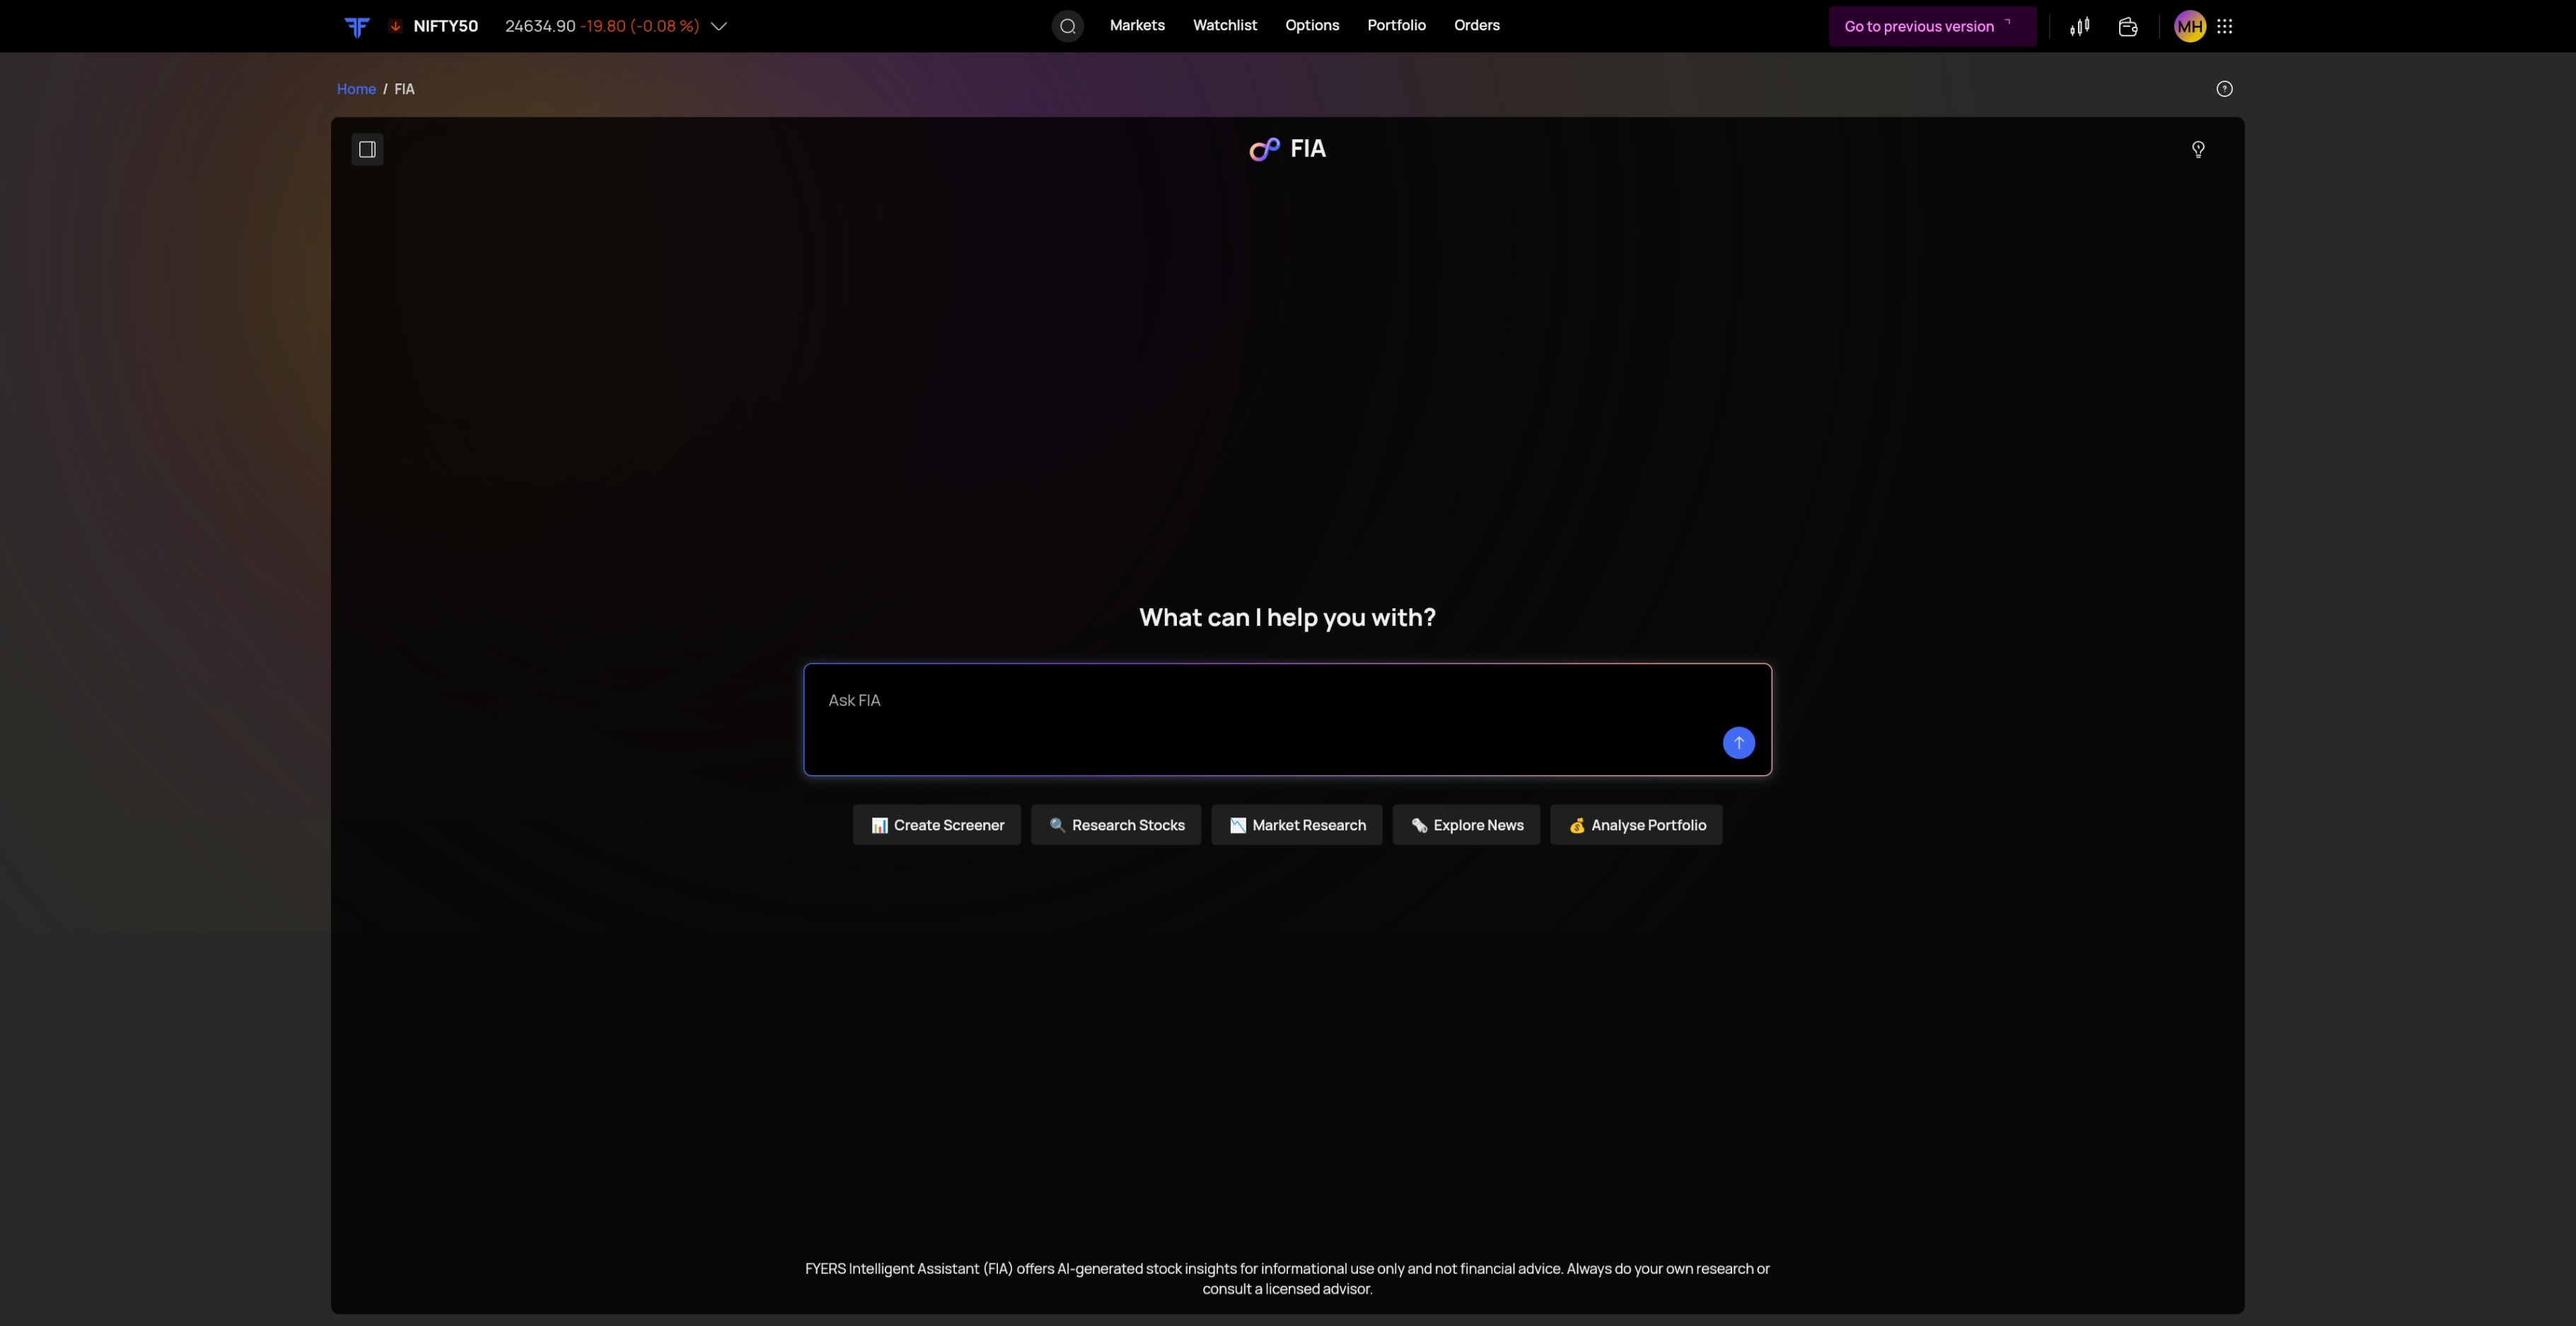 NIFTY50 24634.90 -19.80 (-0.08 %) Markets Watchlist Options Portfolio Orders Go to previous version MH
Home / FIA
FIA
What can I help you with?
Ask FIA
Create Screener Research Stocks Market Research Explore News Analyse Portfolio
FYERS Intelligent Assistant (FIA) offers AI-generated stock insights for informational use only and not financial advice. Always do your own research or
consult a licensed advisor.